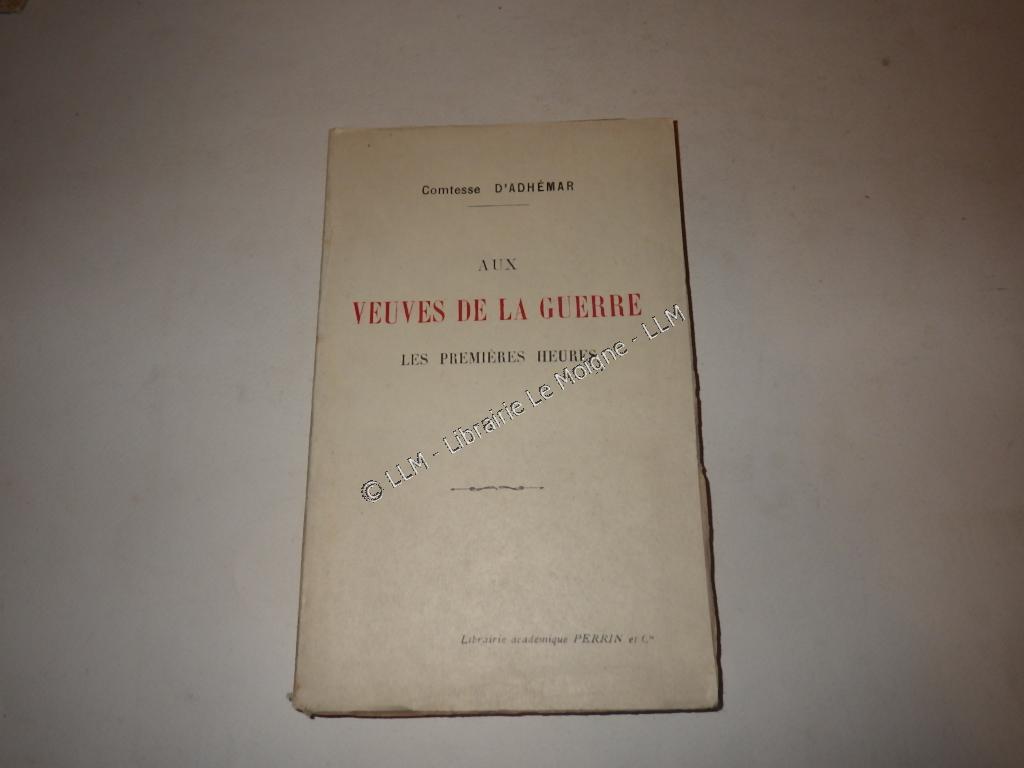 Comtesse D'ADHÉMAR
AUX
VEUVES DE LA GUERRE
LES PREMIÈRES HEURES
© LLM - Librairie Le Moigne - LLM
Librairie académique PERRIN et Cie